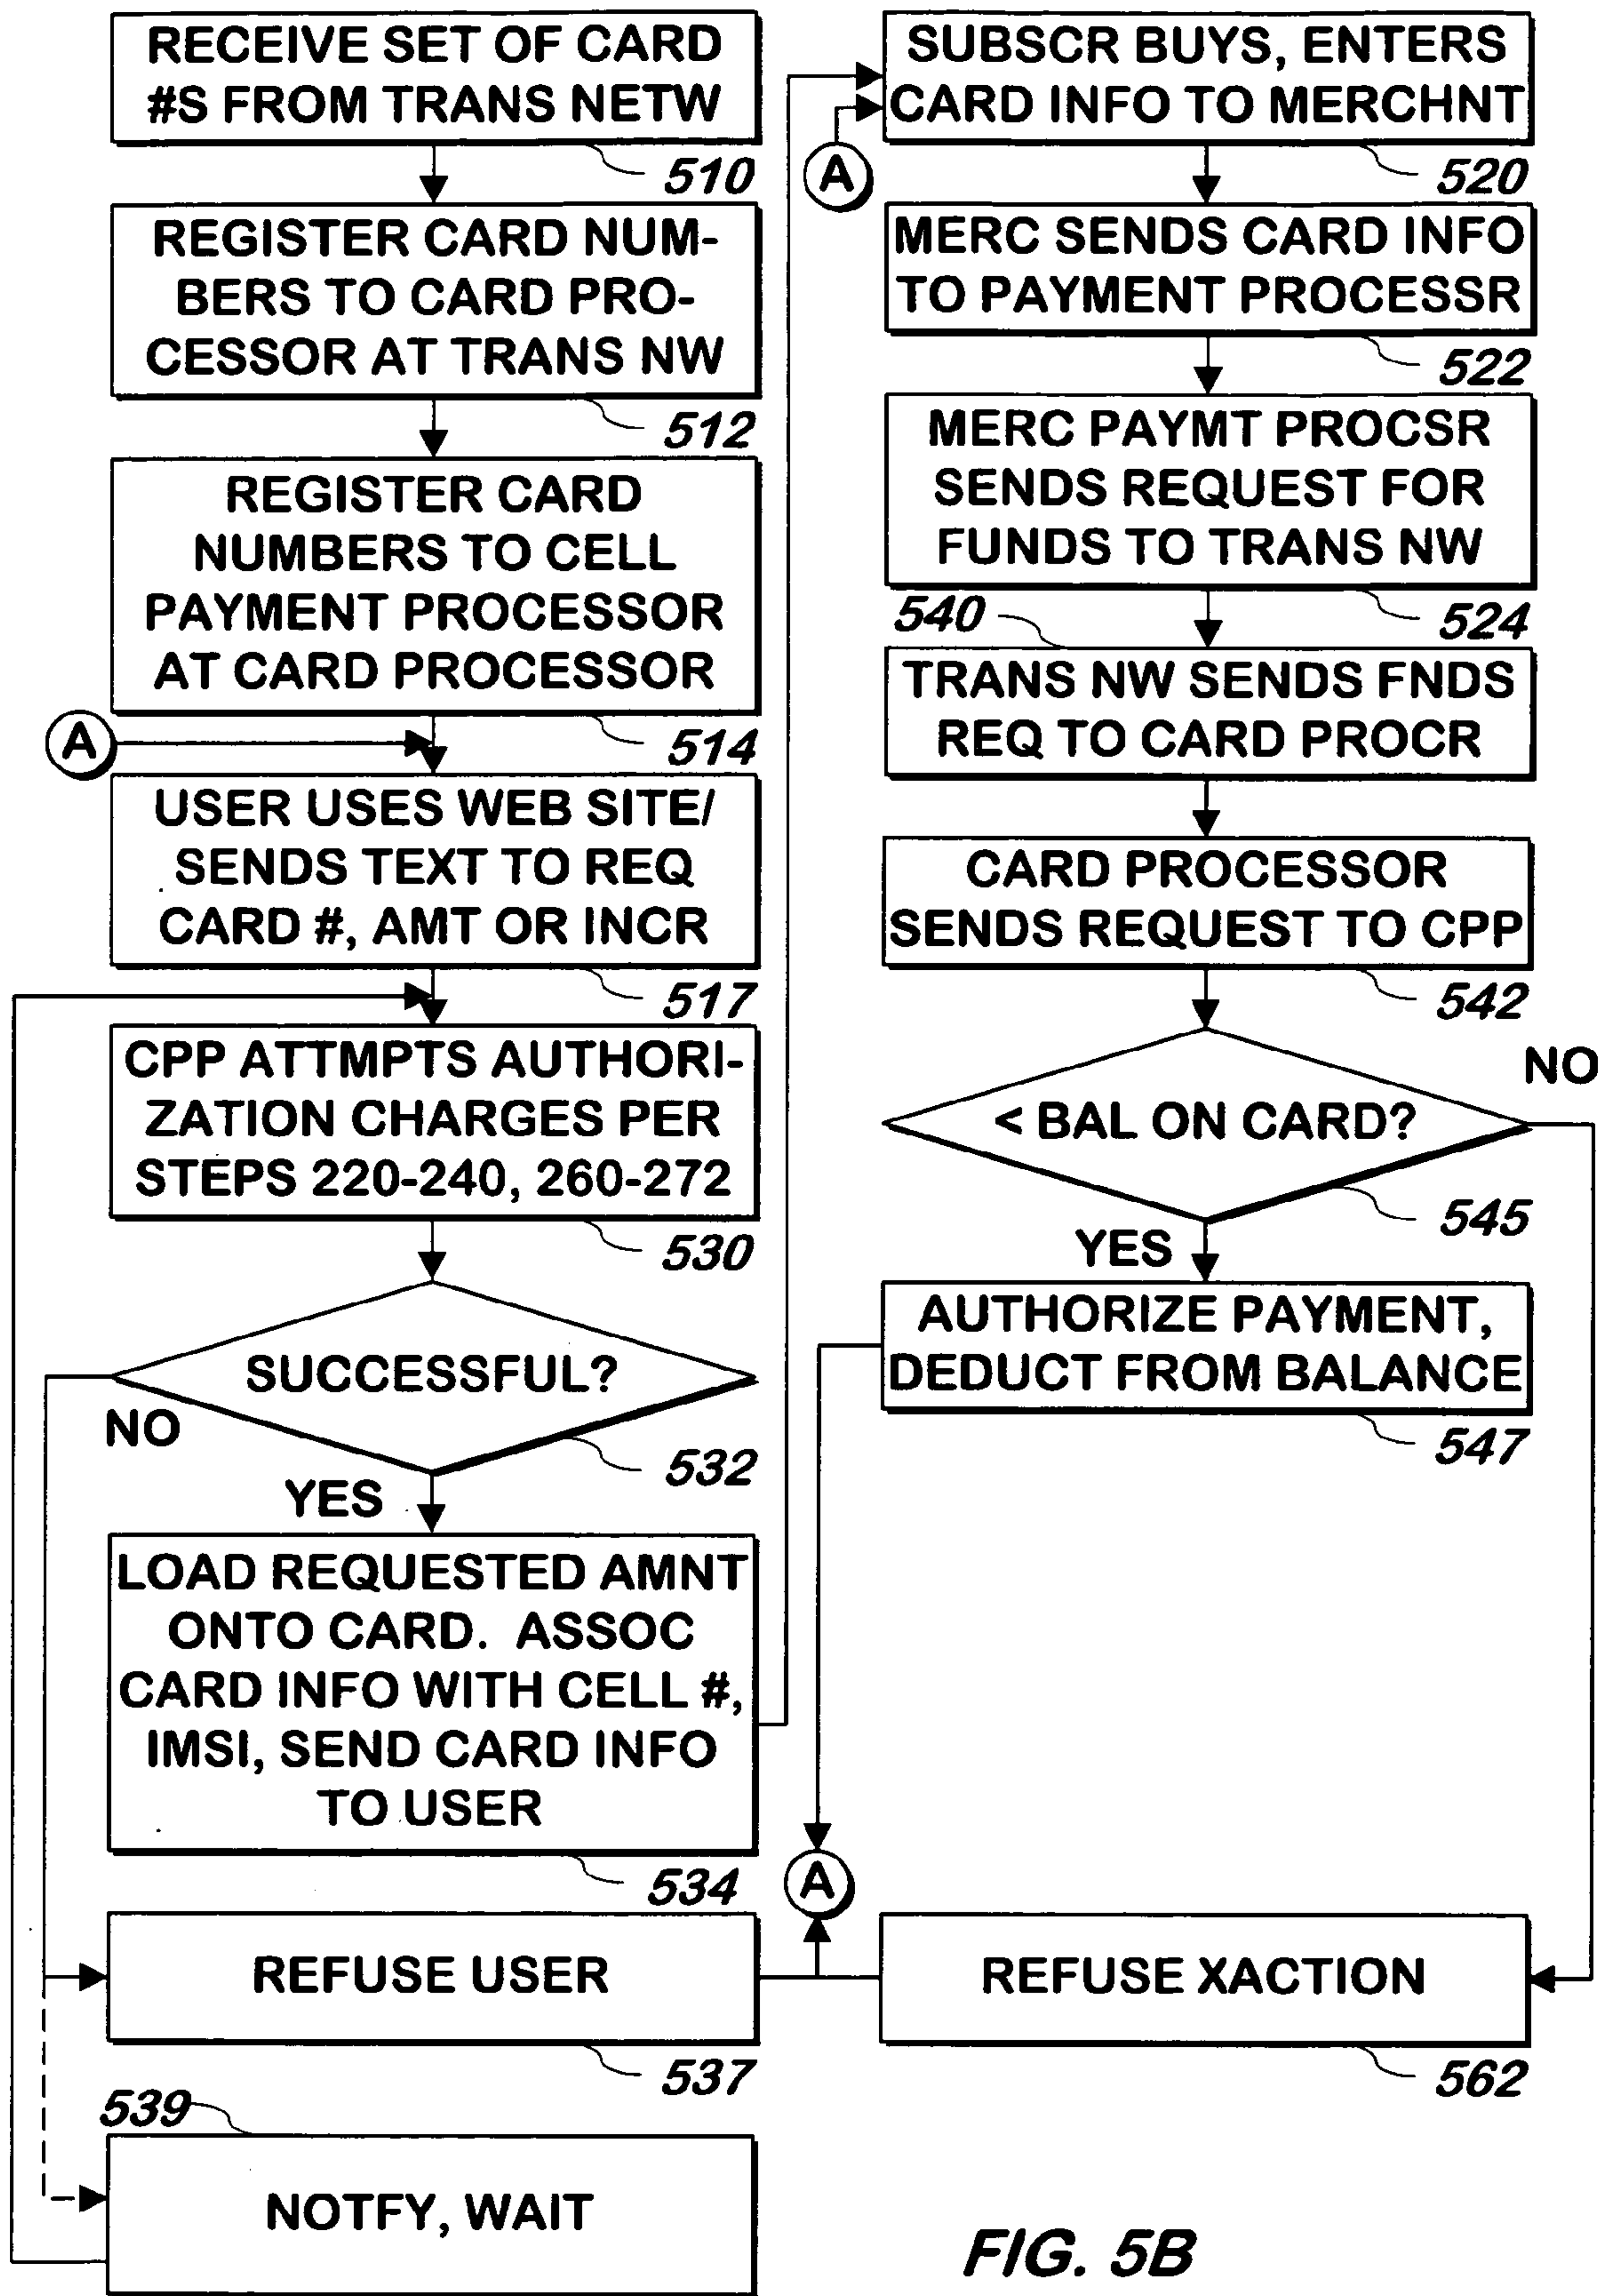 RECEIVE SET OF CARD
#S FROM TRANS NETW
510
REGISTER CARD NUM-
BERS TO CARD PRO-
CESSOR AT TRANS NW
512
REGISTER CARD
NUMBERS TO CELL
PAYMENT PROCESSOR
AT CARD PROCESSOR
514
A
USER USES WEB SITE/
SENDS TEXT TO REQ
CARD #, AMT OR INCR
517
CPP ATTMPTS AUTHORI-
ZATION CHARGES PER
STEPS 220-240, 260-272
530
SUCCESSFUL?
NO
532
YES
LOAD REQUESTED AMNT
ONTO CARD. ASSOC
CARD INFO WITH CELL #,
IMSI, SEND CARD INFO
TO USER
534
REFUSE USER
537
539
NOTFY, WAIT
SUBSCR BUYS, ENTERS
CARD INFO TO MERCHNT
A
520
MERC SENDS CARD INFO
TO PAYMENT PROCESSR
522
MERC PAYMT PROCSR
SENDS REQUEST FOR
FUNDS TO TRANS NW
524
540
TRANS NW SENDS FNDS
REQ TO CARD PROCR
CARD PROCESSOR
SENDS REQUEST TO CPP
542
NO
< BAL ON CARD?
545
YES
AUTHORIZE PAYMENT,
DEDUCT FROM BALANCE
547
A
REFUSE XACTION
562
FIG. 5B